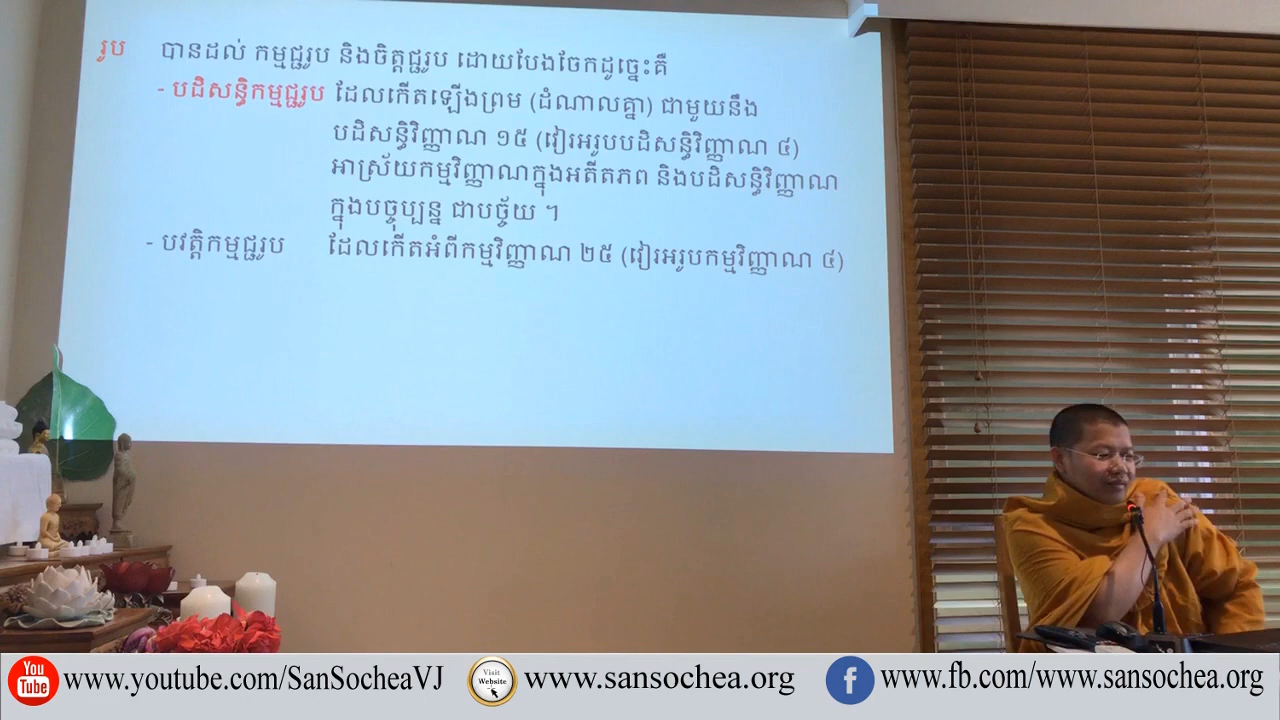 រូប បានដល់ កម្មជ្ជរូប និងចិត្តជ្ជរូប ដោយបែងចែកដូច្នេះគឺ
- បដិសន្ធិកម្មជ្ជរូប ដែលកើតឡើងព្រម (ដំណាលគ្នា) ជាមួយនឹង
បដិសន្ធិវិញ្ញាណ ១៥ (វៀរអរូបបដិសន្ធិវិញ្ញាណ ៤)
អាស្រ័យកម្មវិញ្ញាណក្នុងអតីតភព និងបដិសន្ធិវិញ្ញាណ
ក្នុងបច្ចុប្បន្ន ជាបច្ច័យ ។
- បវត្តិកម្មជ្ជរូប ដែលកើតអំពីកម្មវិញ្ញាណ ២៥ (វៀរអរូបកម្មវិញ្ញាណ ៤)
You Tube www.youtube.com/SanSocheaVJ Visit Website www.sansochea.org f www.fb.com/www.sansochea.org